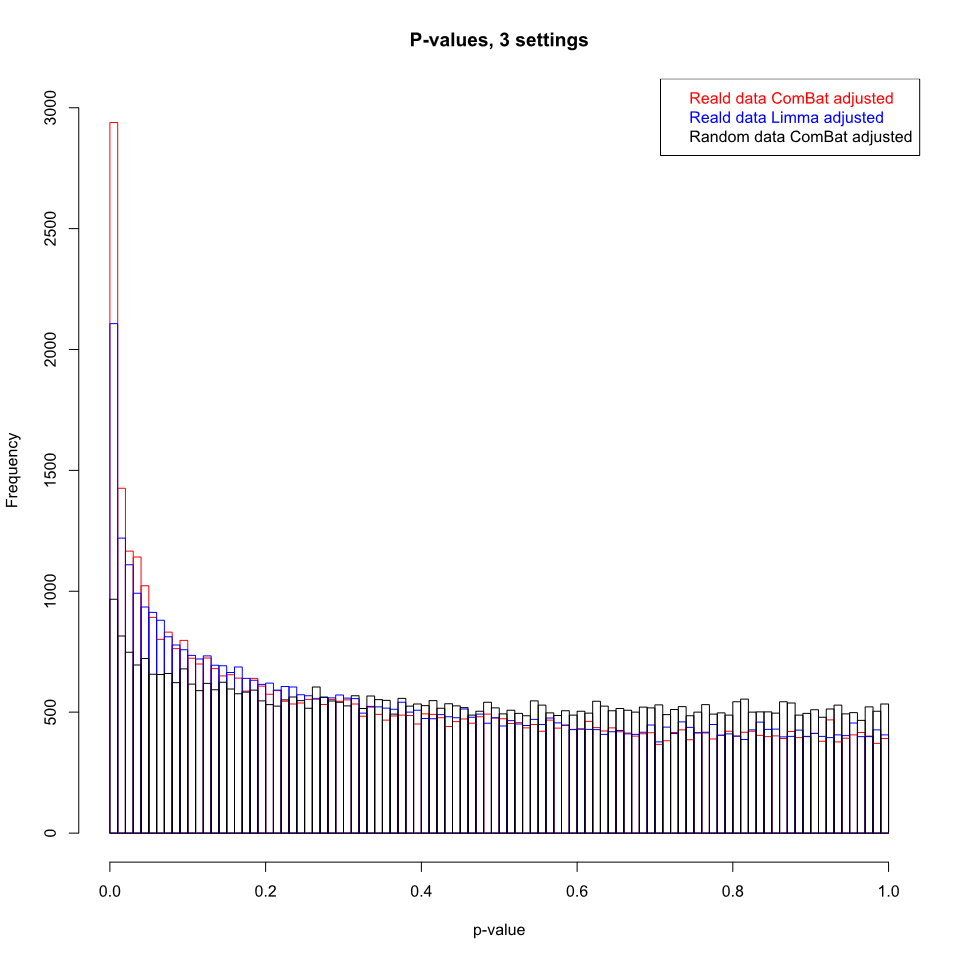 P-values, 3 settings
Reald data ComBat adjusted
Reald data Limma adjusted
Random data ComBat adjusted
3000
2500
2000
1500
1000
500
0
Frequency
0.0 0.2 0.4 0.6 0.8 1.0
p-value